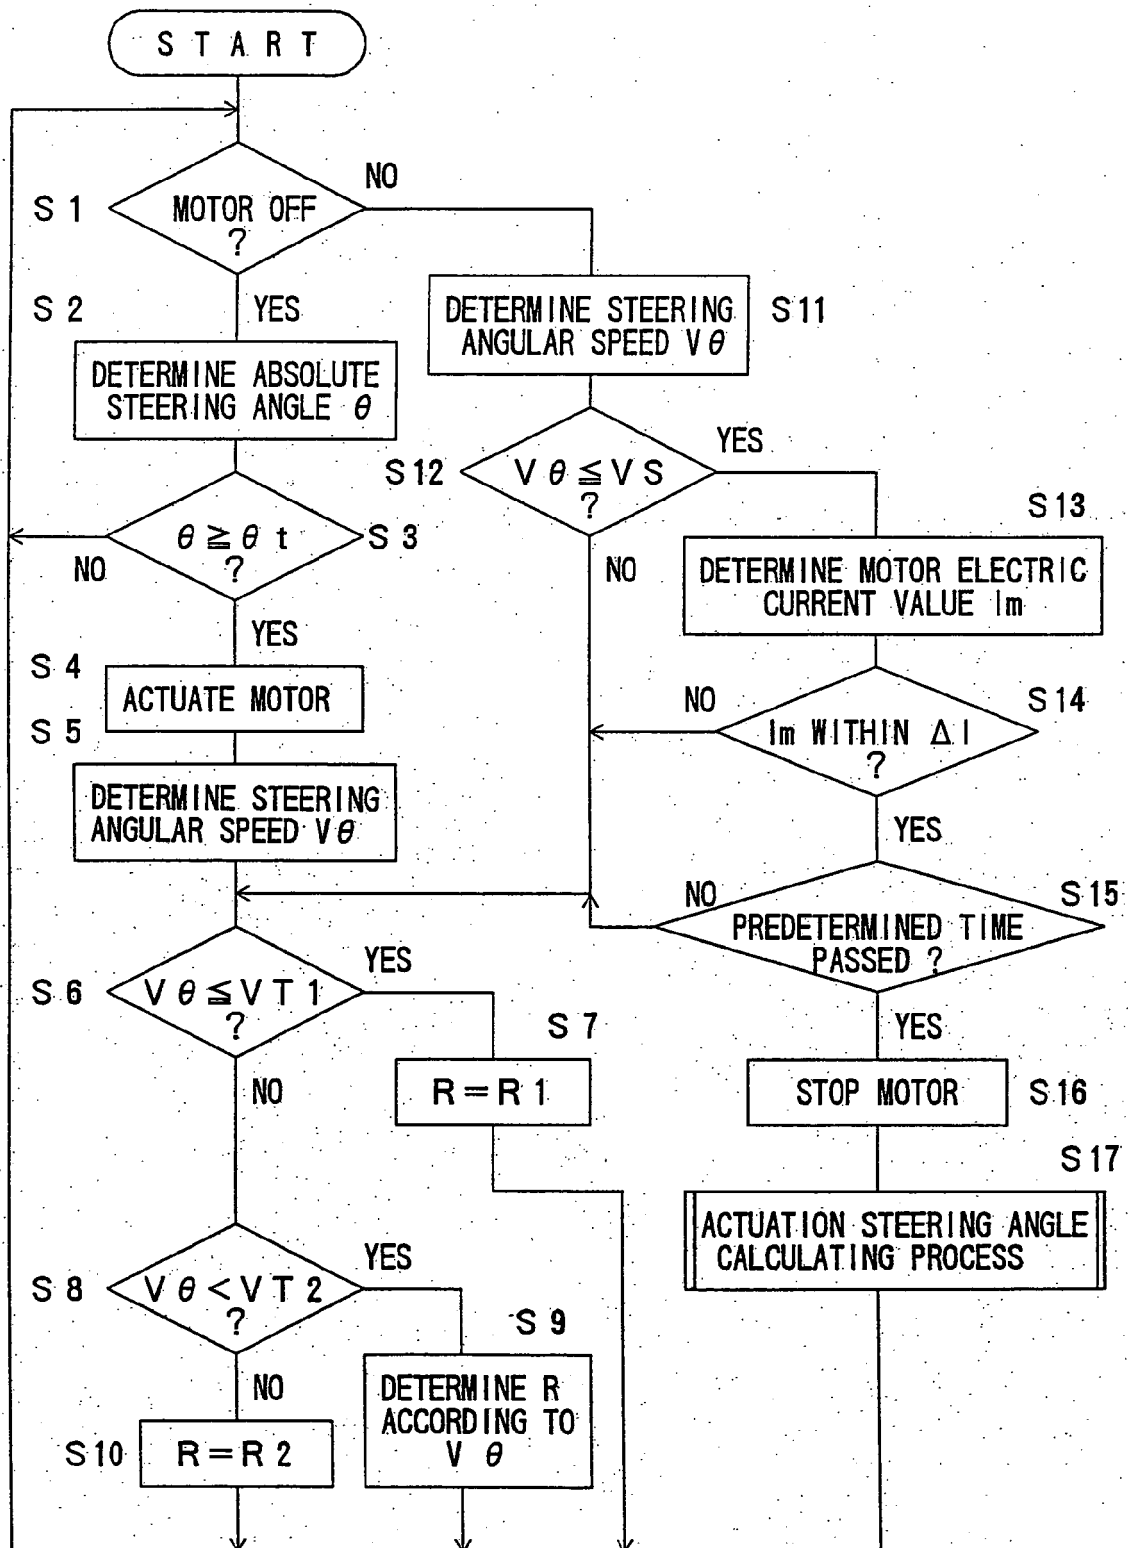 START
S1
MOTOR OFF
?
NO
YES
S2
DETERMINE ABSOLUTE
STEERING ANGLE θ
S3
θ ≧ θt
?
NO
YES
S4
ACTUATE MOTOR
S5
DETERMINE STEERING
ANGULAR SPEED Vθ
S6
Vθ ≦ VT1
?
YES
NO
S7
R=R1
S8
Vθ < VT2
?
YES
NO
S9
DETERMINE R
ACCORDING TO
Vθ
S10
R=R2
S11
DETERMINE STEERING
ANGULAR SPEED Vθ
S12
Vθ ≦ VS
?
YES
NO
S13
DETERMINE MOTOR ELECTRIC
CURRENT VALUE Im
S14
Im WITHIN ΔI
?
NO
YES
S15
PREDETERMINED TIME
PASSED ?
NO
YES
STOP MOTOR
S16
S17
ACTUATION STEERING ANGLE
CALCULATING PROCESS